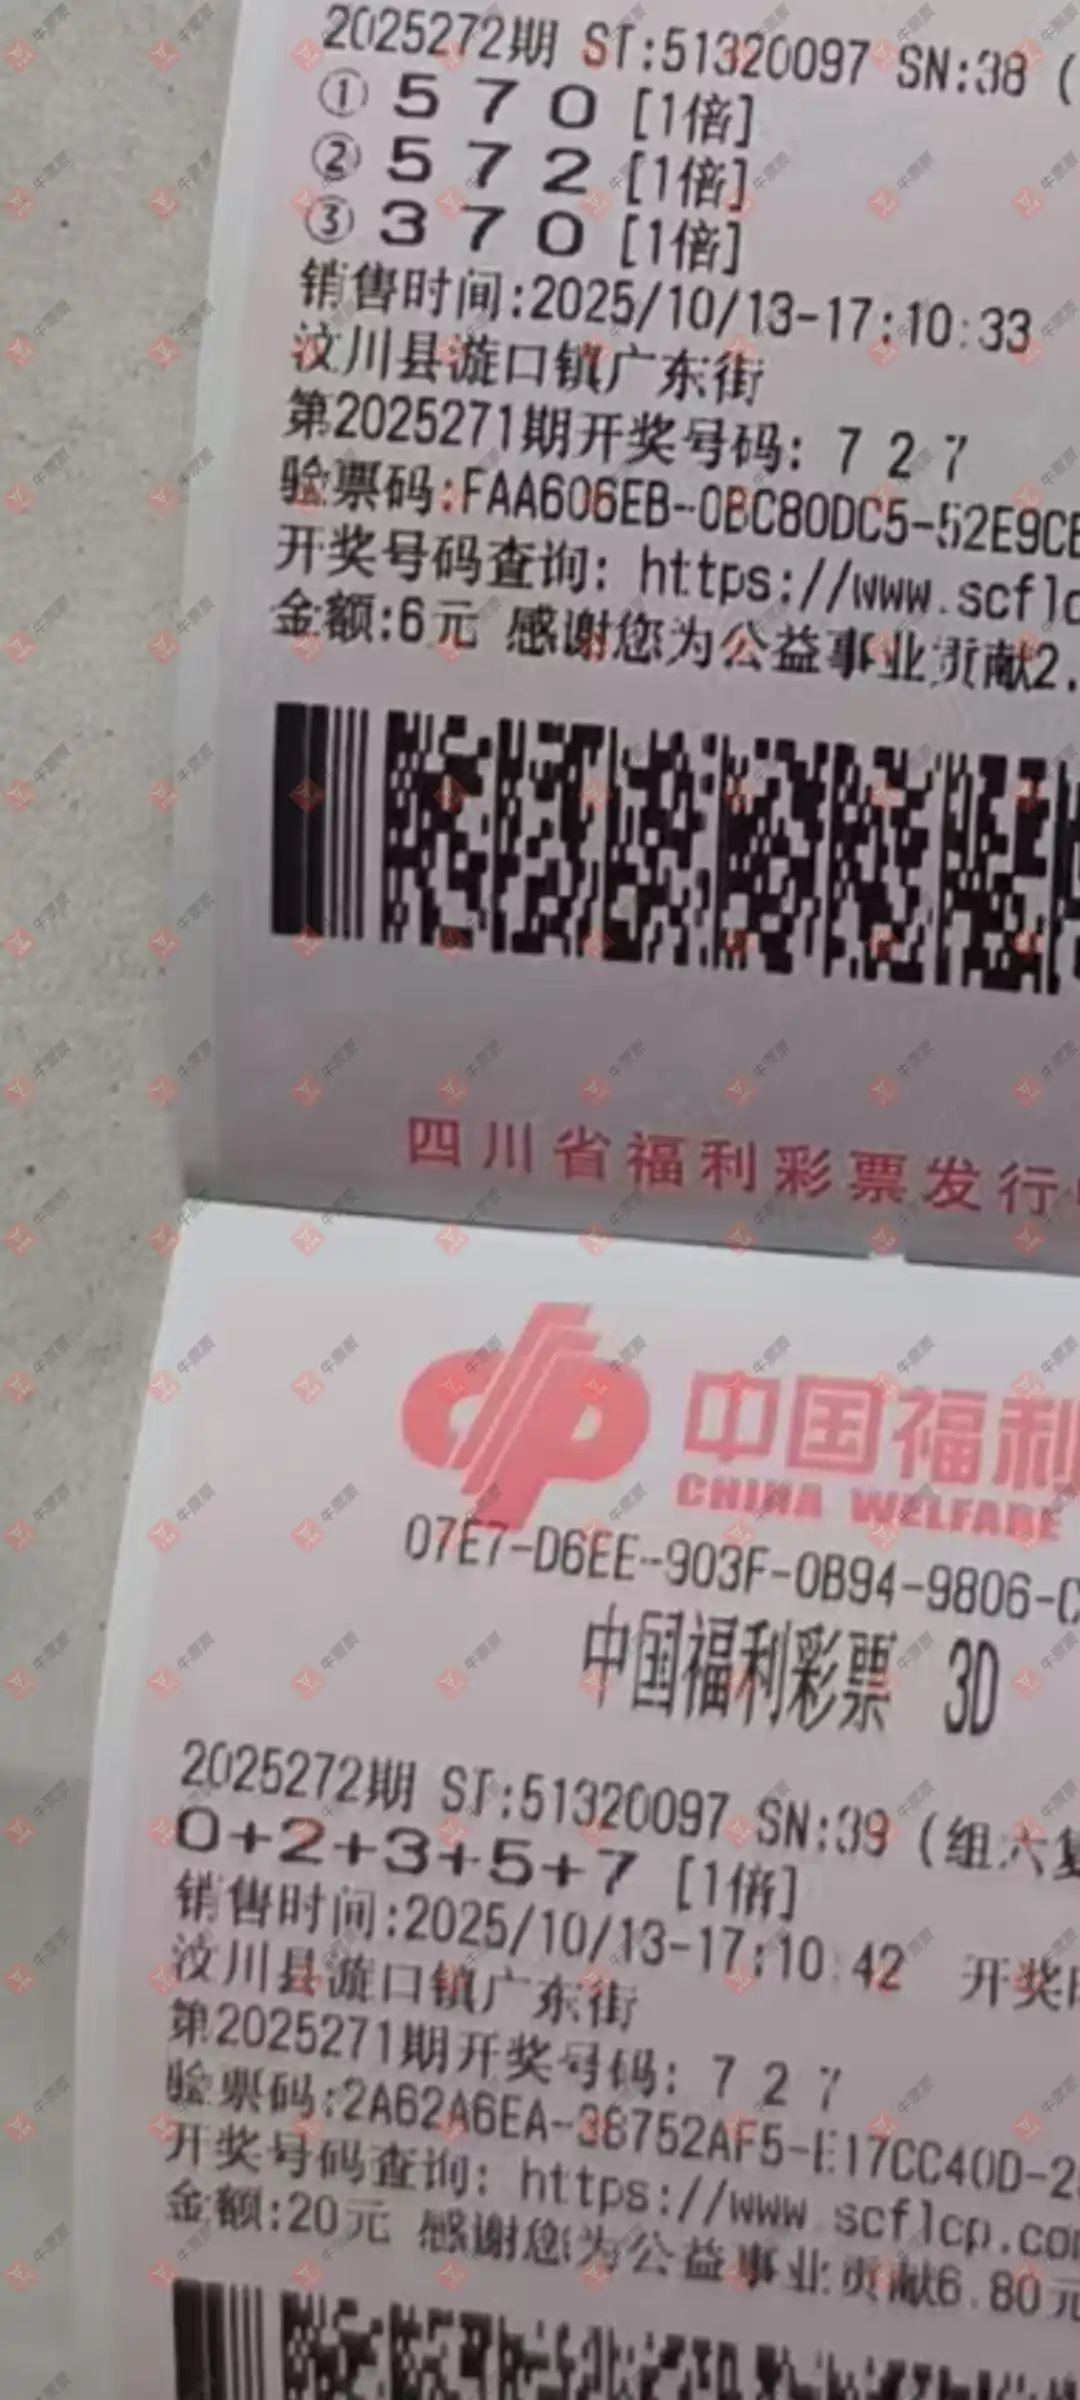 2025272期 ST:51320097 SN:38 (
① 5 7 0 [1倍]
② 5 7 2 [1倍]
③ 3 7 0 [1倍]
销售时间:2025/10/13-17:10:33
汶川县漩口镇广东街
第2025271期开奖号码: 7 2 7
验票码:FAA606EB-0BC80DC5-52E9CE
开奖号码查询: https://www.scflc
金额:6元 感谢您为公益事业贡献2.
四川省福利彩票发行
中国福利
CHINA WELFARE
07E7-D6EE-903F-0B94-9806-
中国福利彩票 3D
2025272期 ST:51320097 SN:39 (组六复
0+2+3+5+7 [1倍]
销售时间:2025/10/13-17:10:42 开奖
汶川县漩口镇广东街
第2025271期开奖号码: 7 2 7
验票码:2A62A6EA-38752AF5-E17CC40D-2
开奖号码查询: https://www.scflcp.co
金额:20元 感谢您为公益事业贡献6.80元